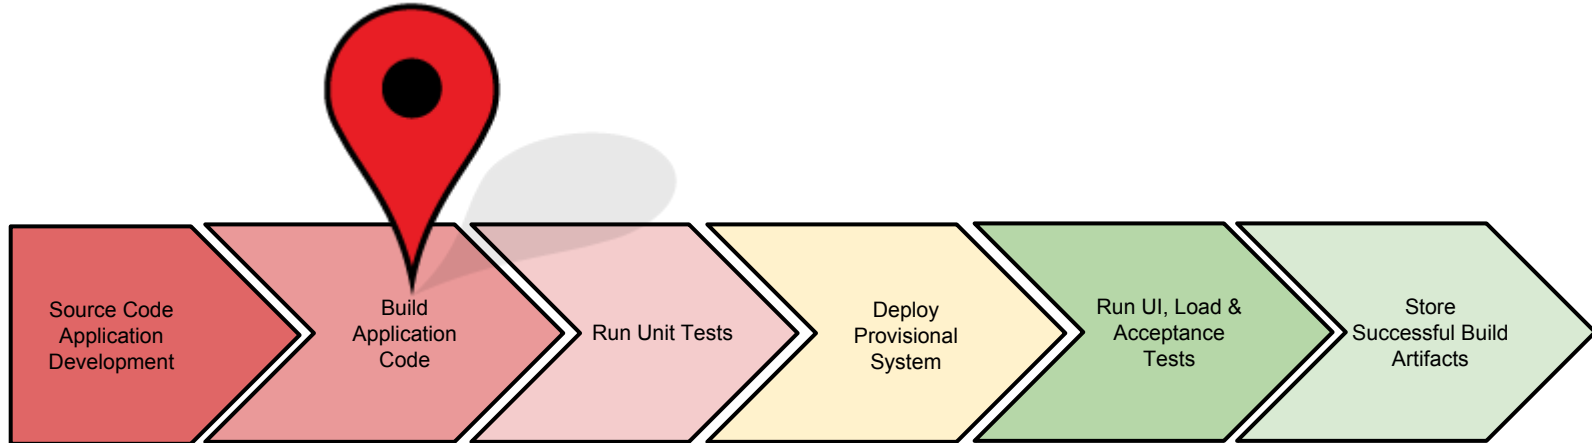 Source Code
Application
Development
Build
Application
Code
Run Unit Tests
Deploy
Provisional
System
Run UI, Load &
Acceptance
Tests
Store
Successful Build
Artifacts